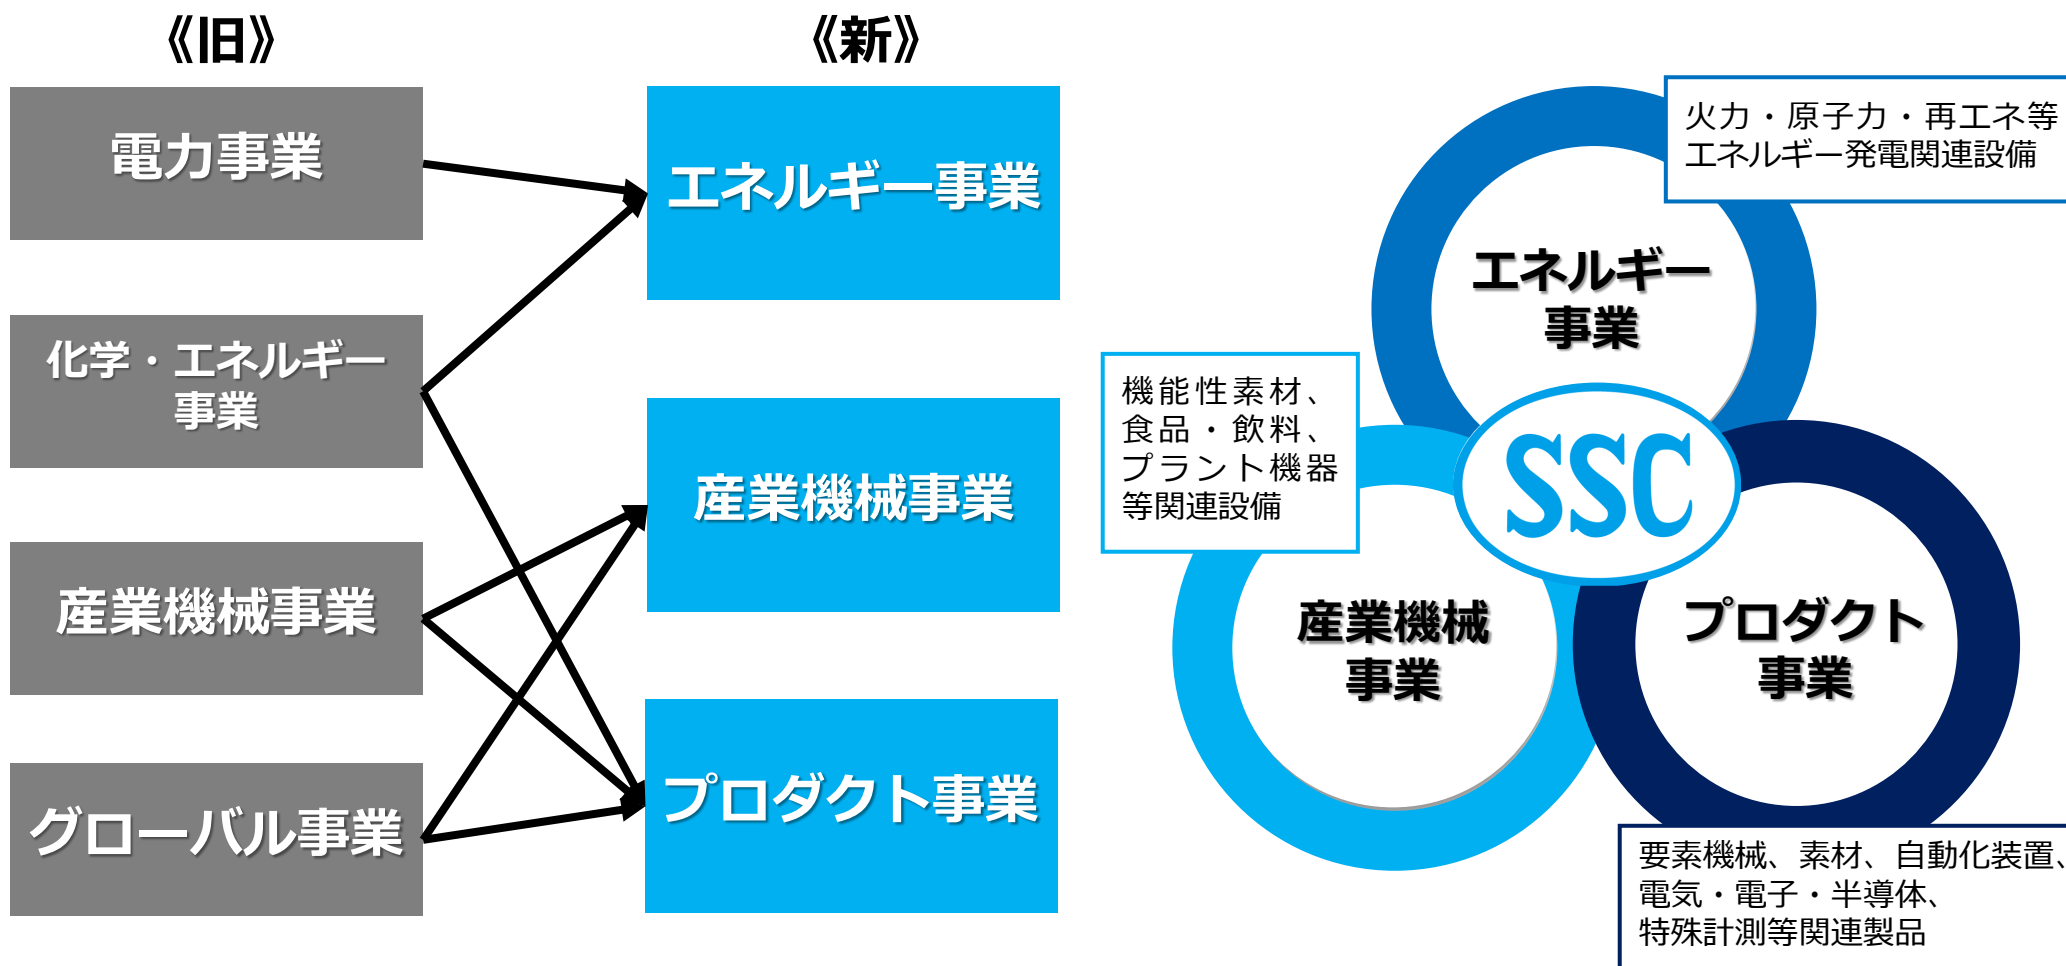 《旧》
《新》
電力事業
化学・エネルギー
事業
産業機械事業
グローバル事業
エネルギー事業
産業機械事業
プロダクト事業
火力・原子力・再エネ等
エネルギー発電関連設備
エネルギー
事業
機能性素材、
食品・飲料、
プラント機器
等関連設備
SSC
産業機械
事業
プロダクト
事業
要素機械、素材、自動化装置、
電気・電子・半導体、
特殊計測等関連製品